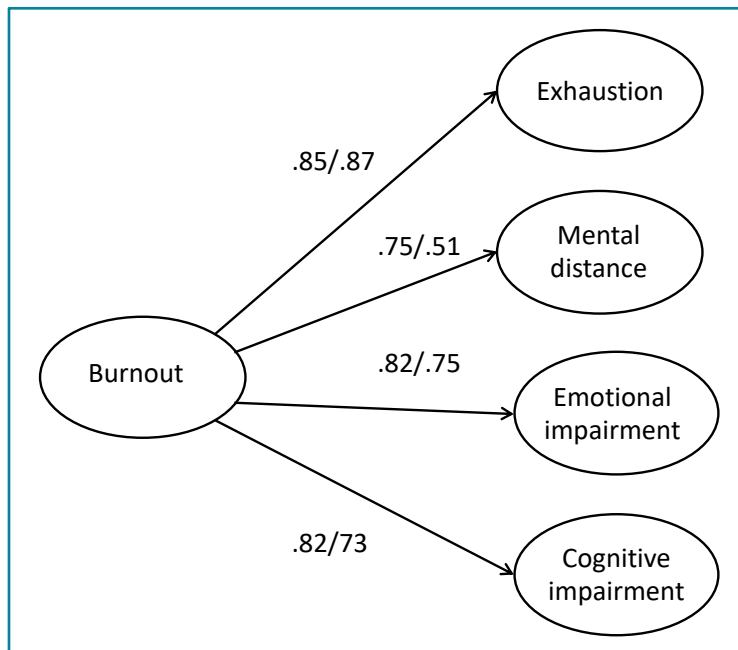 Exhaustion
.85/.87
Mental
distance
.75/.51
Burnout
.82/.75
Emotional
impairment
.82/73
Cognitive
impairment